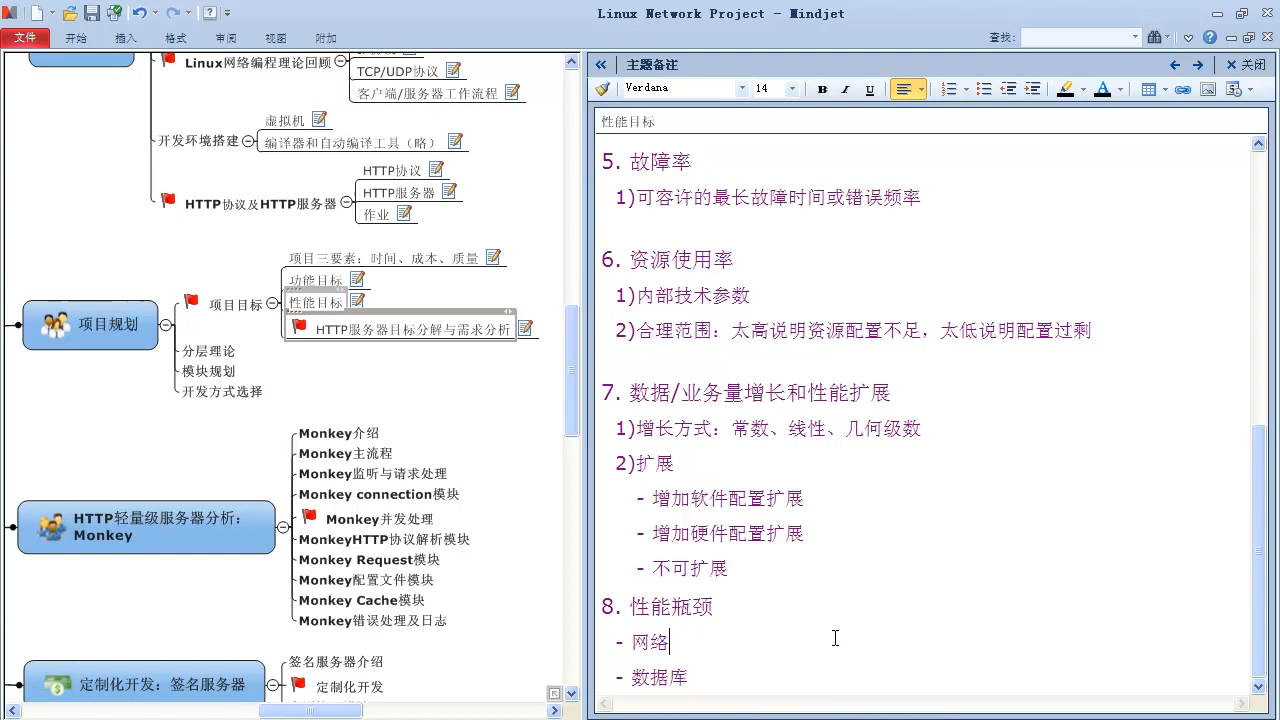 Linux Network Project - Mindjet
文件 开始 插入 格式 审阅 视图 附加 查找:
Linux网络编程理论回顾
TCP/UDP协议
客户端/服务器工作流程
开发环境搭建
虚拟机
编译器和自动编译工具（略）
HTTP协议及HTTP服务器
HTTP协议
HTTP服务器
作业
项目规划
项目目标
项目三要素：时间、成本、质量
功能目标
性能目标
HTTP服务器目标分解与需求分析
分层理论
模块规划
开发方式选择
HTTP轻量级服务器分析：
Monkey
Monkey介绍
Monkey主流程
Monkey监听与请求处理
Monkey connection模块
Monkey并发处理
MonkeyHTTP协议解析模块
Monkey Request模块
Monkey配置文件模块
Monkey Cache模块
Monkey错误处理及日志
定制化开发：签名服务器
签名服务器介绍
定制化开发
主题备注 关闭
Verdana 14 B I U
性能目标
5. 故障率
1)可容许的最长故障时间或错误频率
6. 资源使用率
1)内部技术参数
2)合理范围：太高说明资源配置不足，太低说明配置过剩
7. 数据/业务量增长和性能扩展
1)增长方式：常数、线性、几何级数
2)扩展
- 增加软件配置扩展
- 增加硬件配置扩展
- 不可扩展
8. 性能瓶颈
- 网络
- 数据库